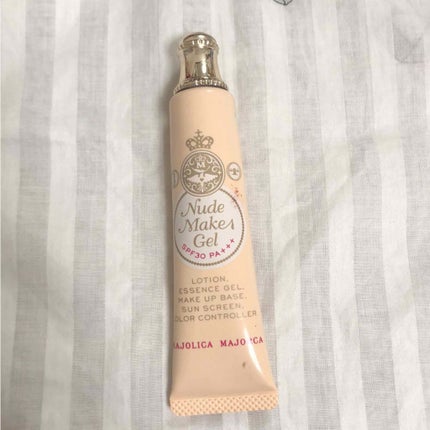 M
Nude
Make
Gel
SPF30 PA+++
LOTION,
ESSENCE GEL,
MAKE UP BASE,
SUN SCREEN,
COLOR CONTROLLER
MAJOLICA MAJORCA